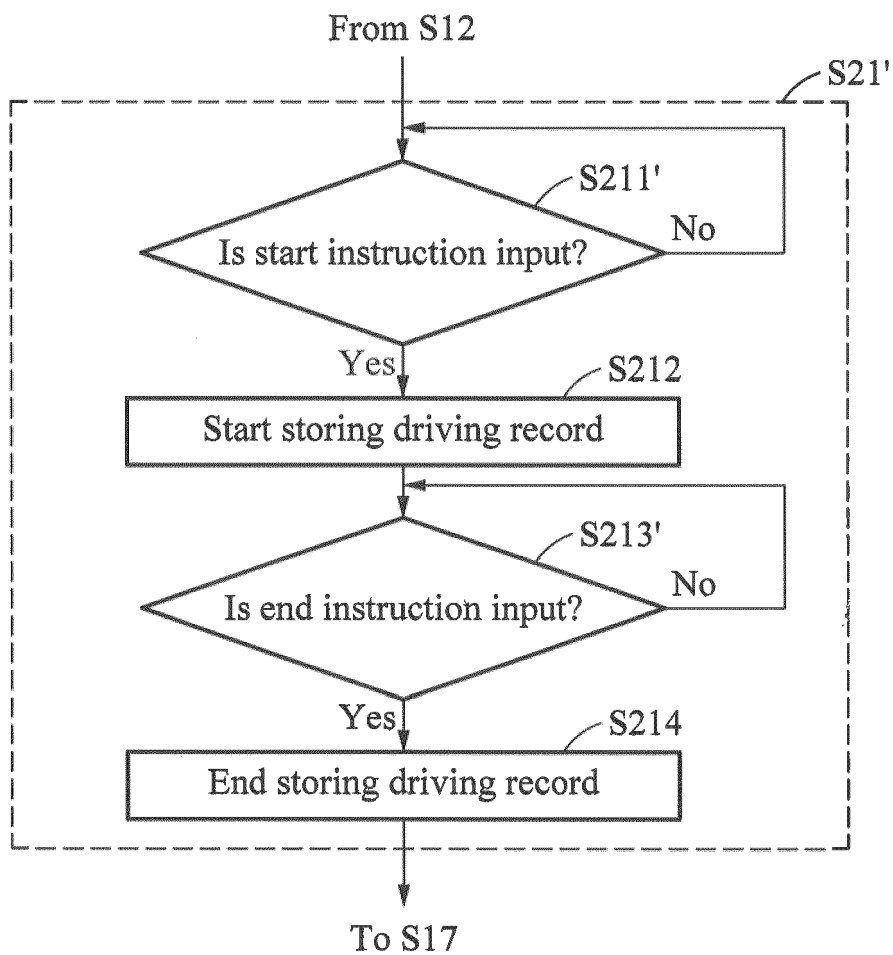 From S12
S21'
S211'
Is start instruction input?
No
Yes
S212
Start storing driving record
S213'
Is end instruction input?
No
Yes
S214
End storing driving record
To S17